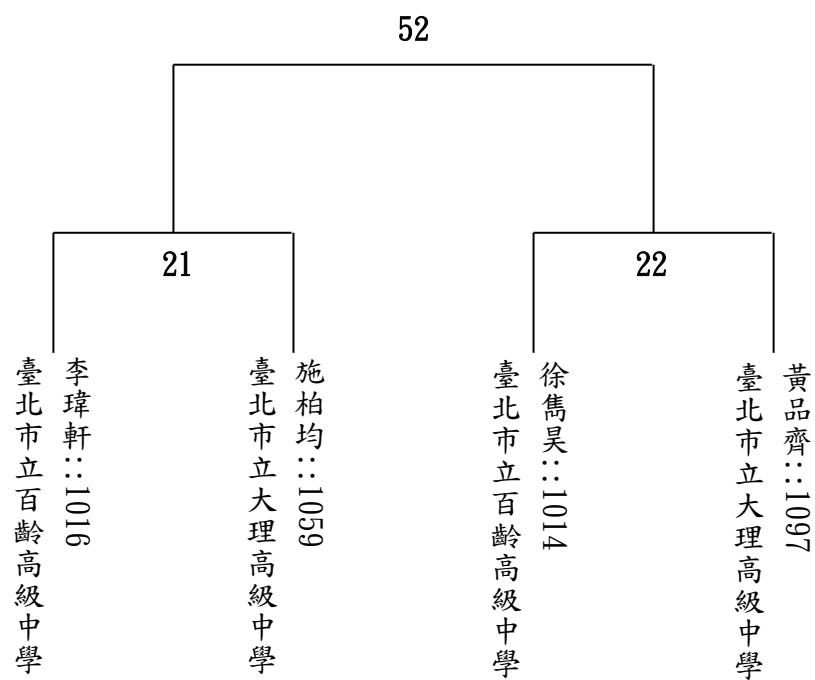 52
21
22
李瑋軒::1016
臺北市立百齡高級中學
施柏均::1059
臺北市立大理高級中學
徐雋昊::1014
臺北市立百齡高級中學
黃品齊::1097
臺北市立大理高級中學